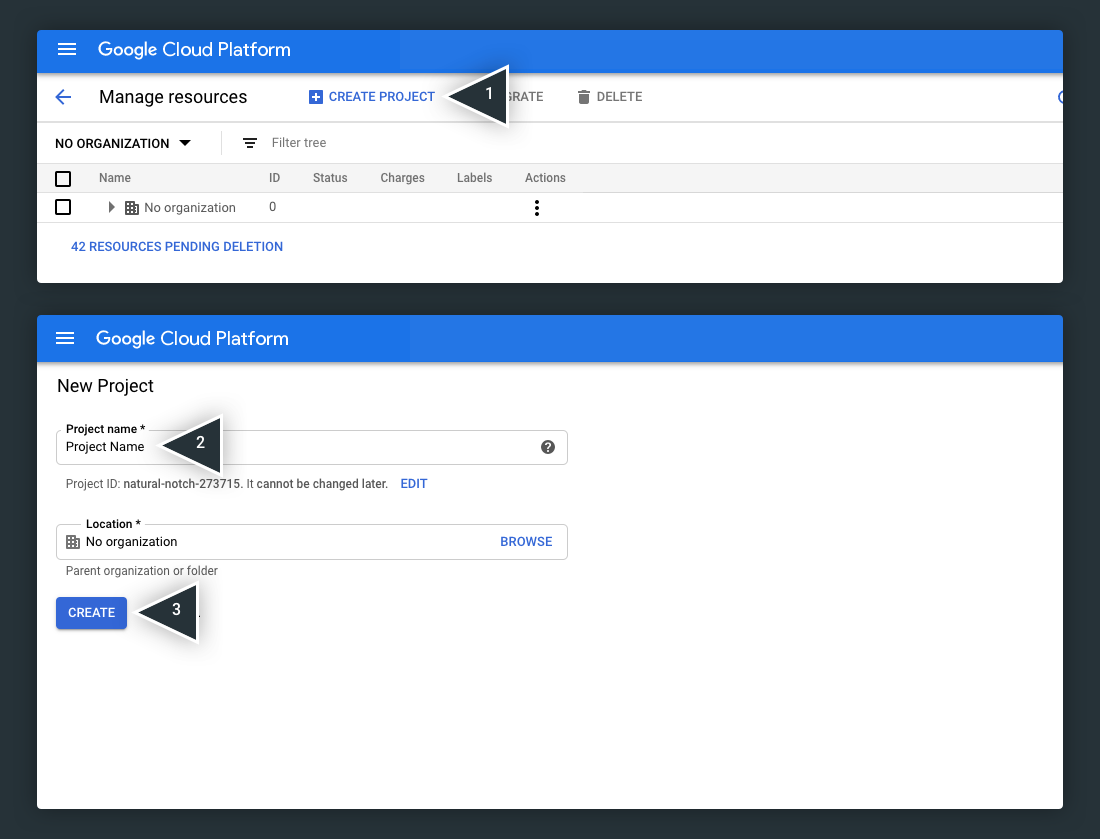 Google Cloud Platform
Manage resources CREATE PROJECT 1 GRATE DELETE
NO ORGANIZATION Filter tree
Name ID Status Charges Labels Actions
No organization 0
42 RESOURCES PENDING DELETION
Google Cloud Platform
New Project
Project name *
Project Name 2
Project ID: natural-notch-273715. It cannot be changed later. EDIT
Location *
No organization BROWSE
Parent organization or folder
CREATE 3